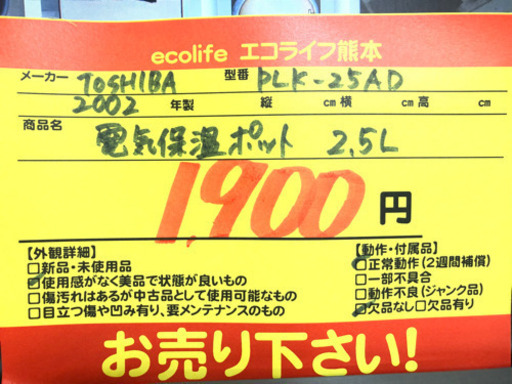 ecolife エコライフ熊本
メーカー TOSHIBA 型番 PLK-25AD
2002 年製 縦 cm 横 cm 高 cm
商品名 電気保温ポット 2.5L
1,900 円
【外観詳細】 【動作・付属品】
□新品・未使用品 ☑正常動作(2週間補償)
☑使用感がなく美品で状態が良いもの □一部不具合
□傷汚れはあるが中古品として使用可能なもの □動作不良(ジャンク品)
□目立つ傷や凹み有り、要メンテナンスのもの ☑欠品なし□欠品有り
お売り下さい!